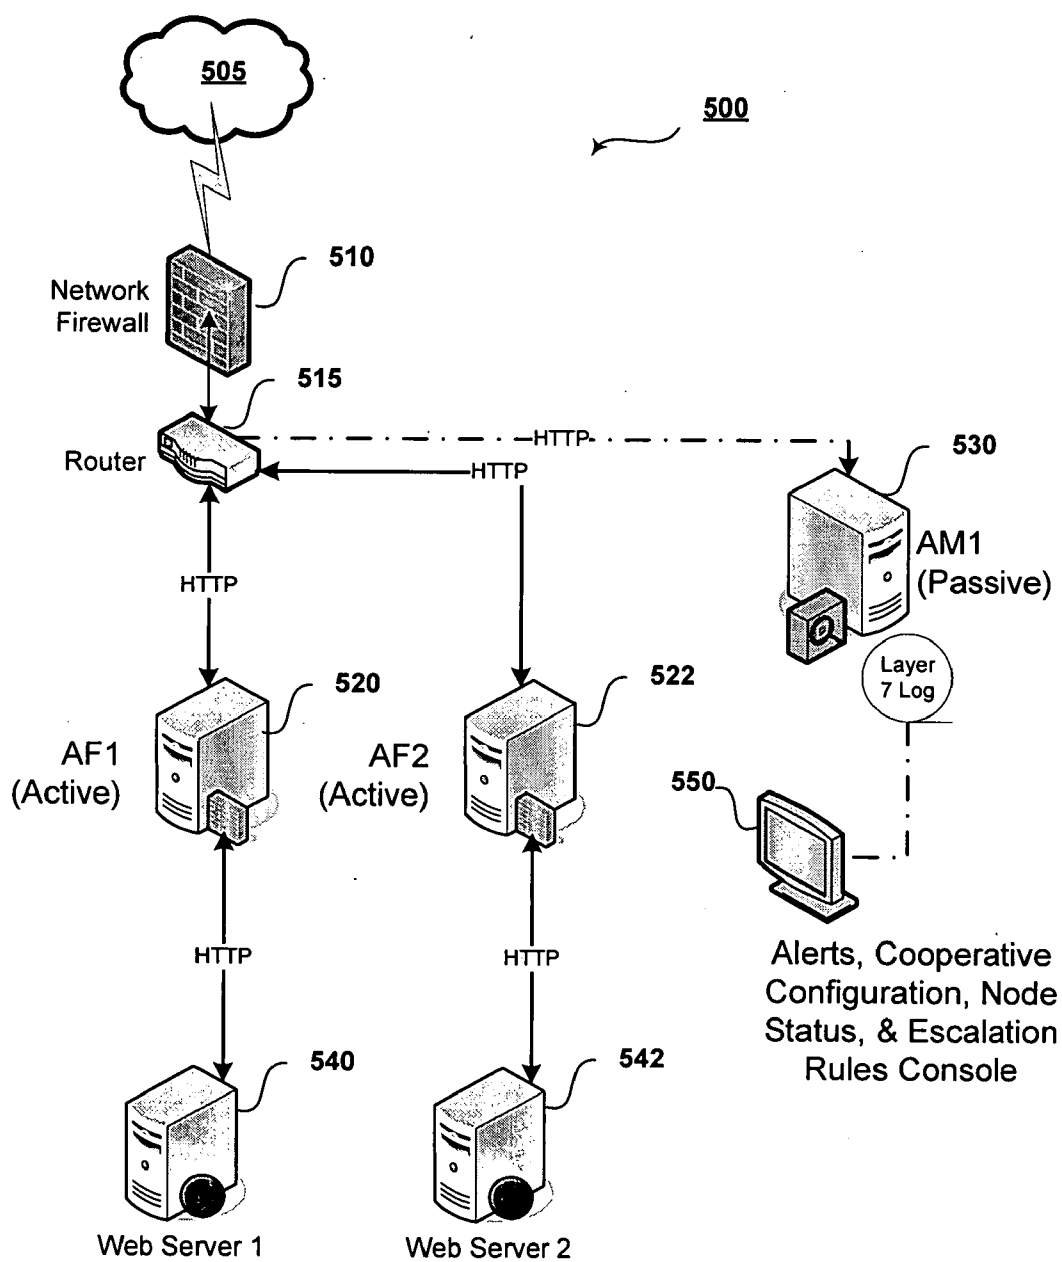 505
500
510
Network
Firewall
515
Router
HTTP
530
HTTP
AM1
(Passive)
HTTP
Layer
7 Log
520
522
AF1
(Active)
AF2
(Active)
550
HTTP
HTTP
Alerts, Cooperative
Configuration, Node
Status, & Escalation
Rules Console
540
542
Web Server 1
Web Server 2